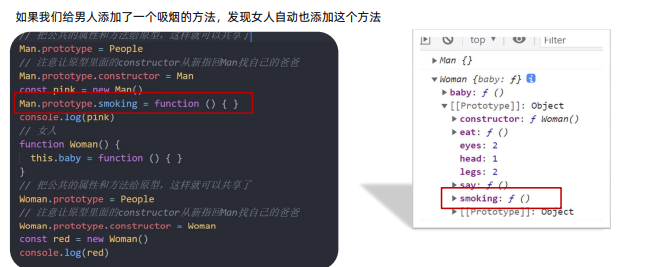 如果我们给男人添加了一个吸烟的方法，发现女人自动也添加这个方法
// 把公共的属性和方法给原型，这样就可以共享了
Man.prototype = People
// 注意让原型里面的constructor从新指回Man找自己的爸爸
Man.prototype.constructor = Man
const pink = new Man()
Man.prototype.smoking = function () { }
console.log(pink)
// 女人
function Woman() {
this.baby = function () { }
}
// 把公共的属性和方法给原型，这样就可以共享了
Woman.prototype = People
// 注意让原型里面的constructor从新指回Man找自己的爸爸
Woman.prototype.constructor = Woman
const red = new Woman()
console.log(red)
top ▾ Filter
▸ Man {}
▾ Woman {baby: ƒ} i
▸ baby: ƒ ()
▾ [[Prototype]]: Object
▸ constructor: ƒ Woman()
▸ eat: ƒ ()
eyes: 2
head: 1
legs: 2
▸ say: ƒ ()
▸ smoking: ƒ ()
▸ [[Prototype]]: Object